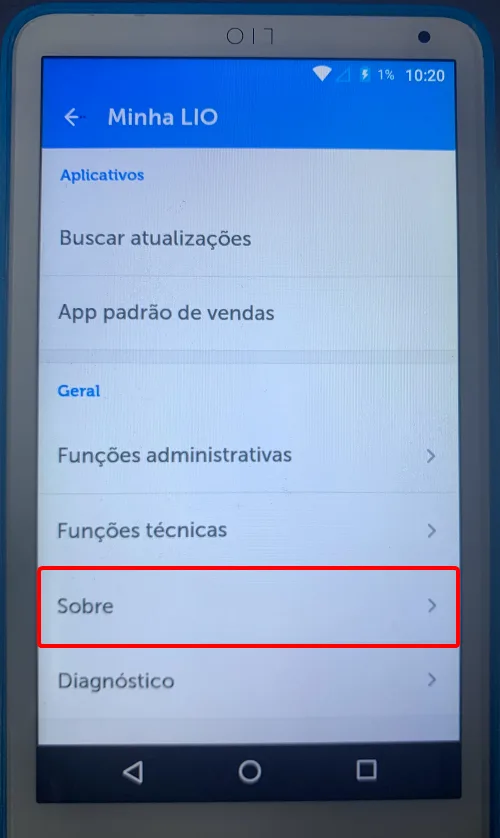 1% 10:20
Minha LIO
Aplicativos
Buscar atualizações
App padrão de vendas
Geral
Funções administrativas
Funções técnicas
Sobre
Diagnóstico